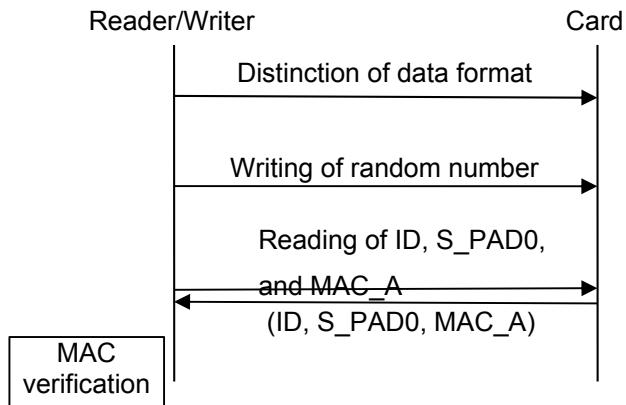 Reader/Writer
Card
Distinction of data format
Writing of random number
Reading of ID, S_PAD0,
and MAC_A
(ID, S_PAD0, MAC_A)
MAC
verification